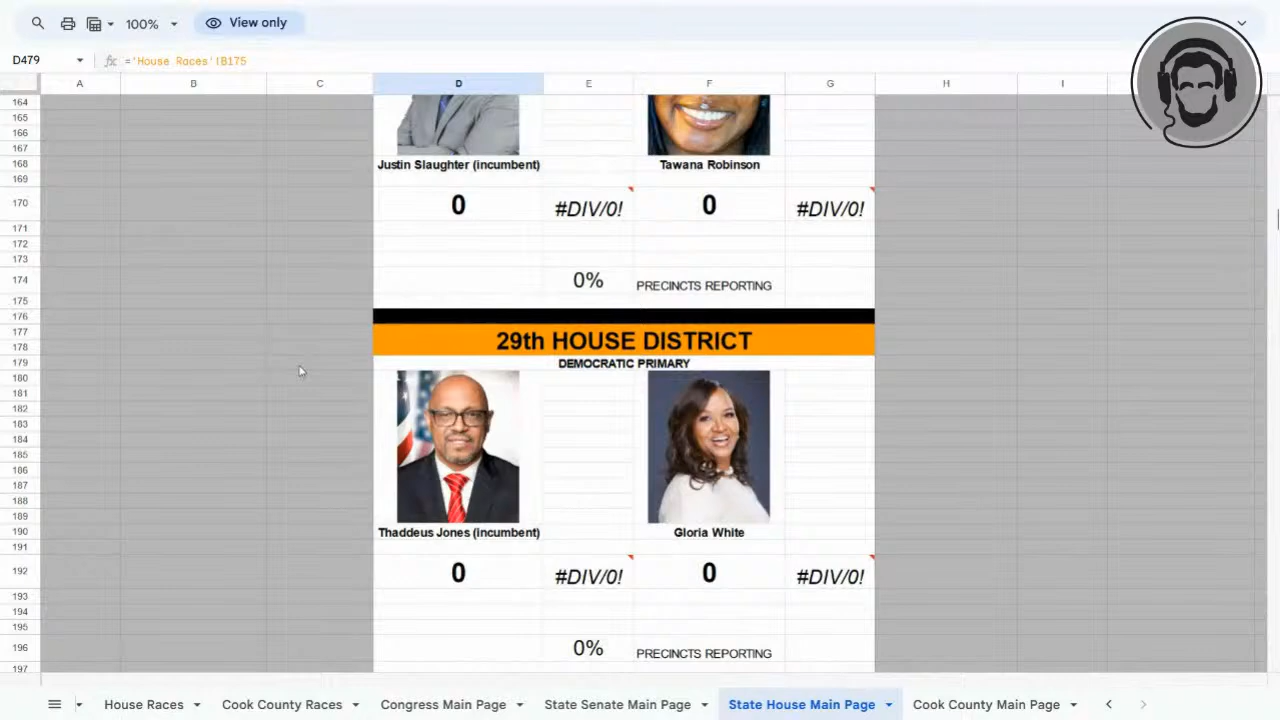 100% View only
D479 fx ='House Races'!B175
A B C D E F G H I
164
165
166
167
168 Justin Slaughter (incumbent) Tawana Robinson
169
170 0 #DIV/0! 0 #DIV/0!
171
172
173
174 0% PRECINCTS REPORTING
175
176
177 29th HOUSE DISTRICT
178
179 DEMOCRATIC PRIMARY
180
181
182
183
184
185
186
187
188
189
190 Thaddeus Jones (incumbent) Gloria White
191
192 0 #DIV/0! 0 #DIV/0!
193
194
195
196 0% PRECINCTS REPORTING
197
House Races Cook County Races Congress Main Page State Senate Main Page State House Main Page Cook County Main Page